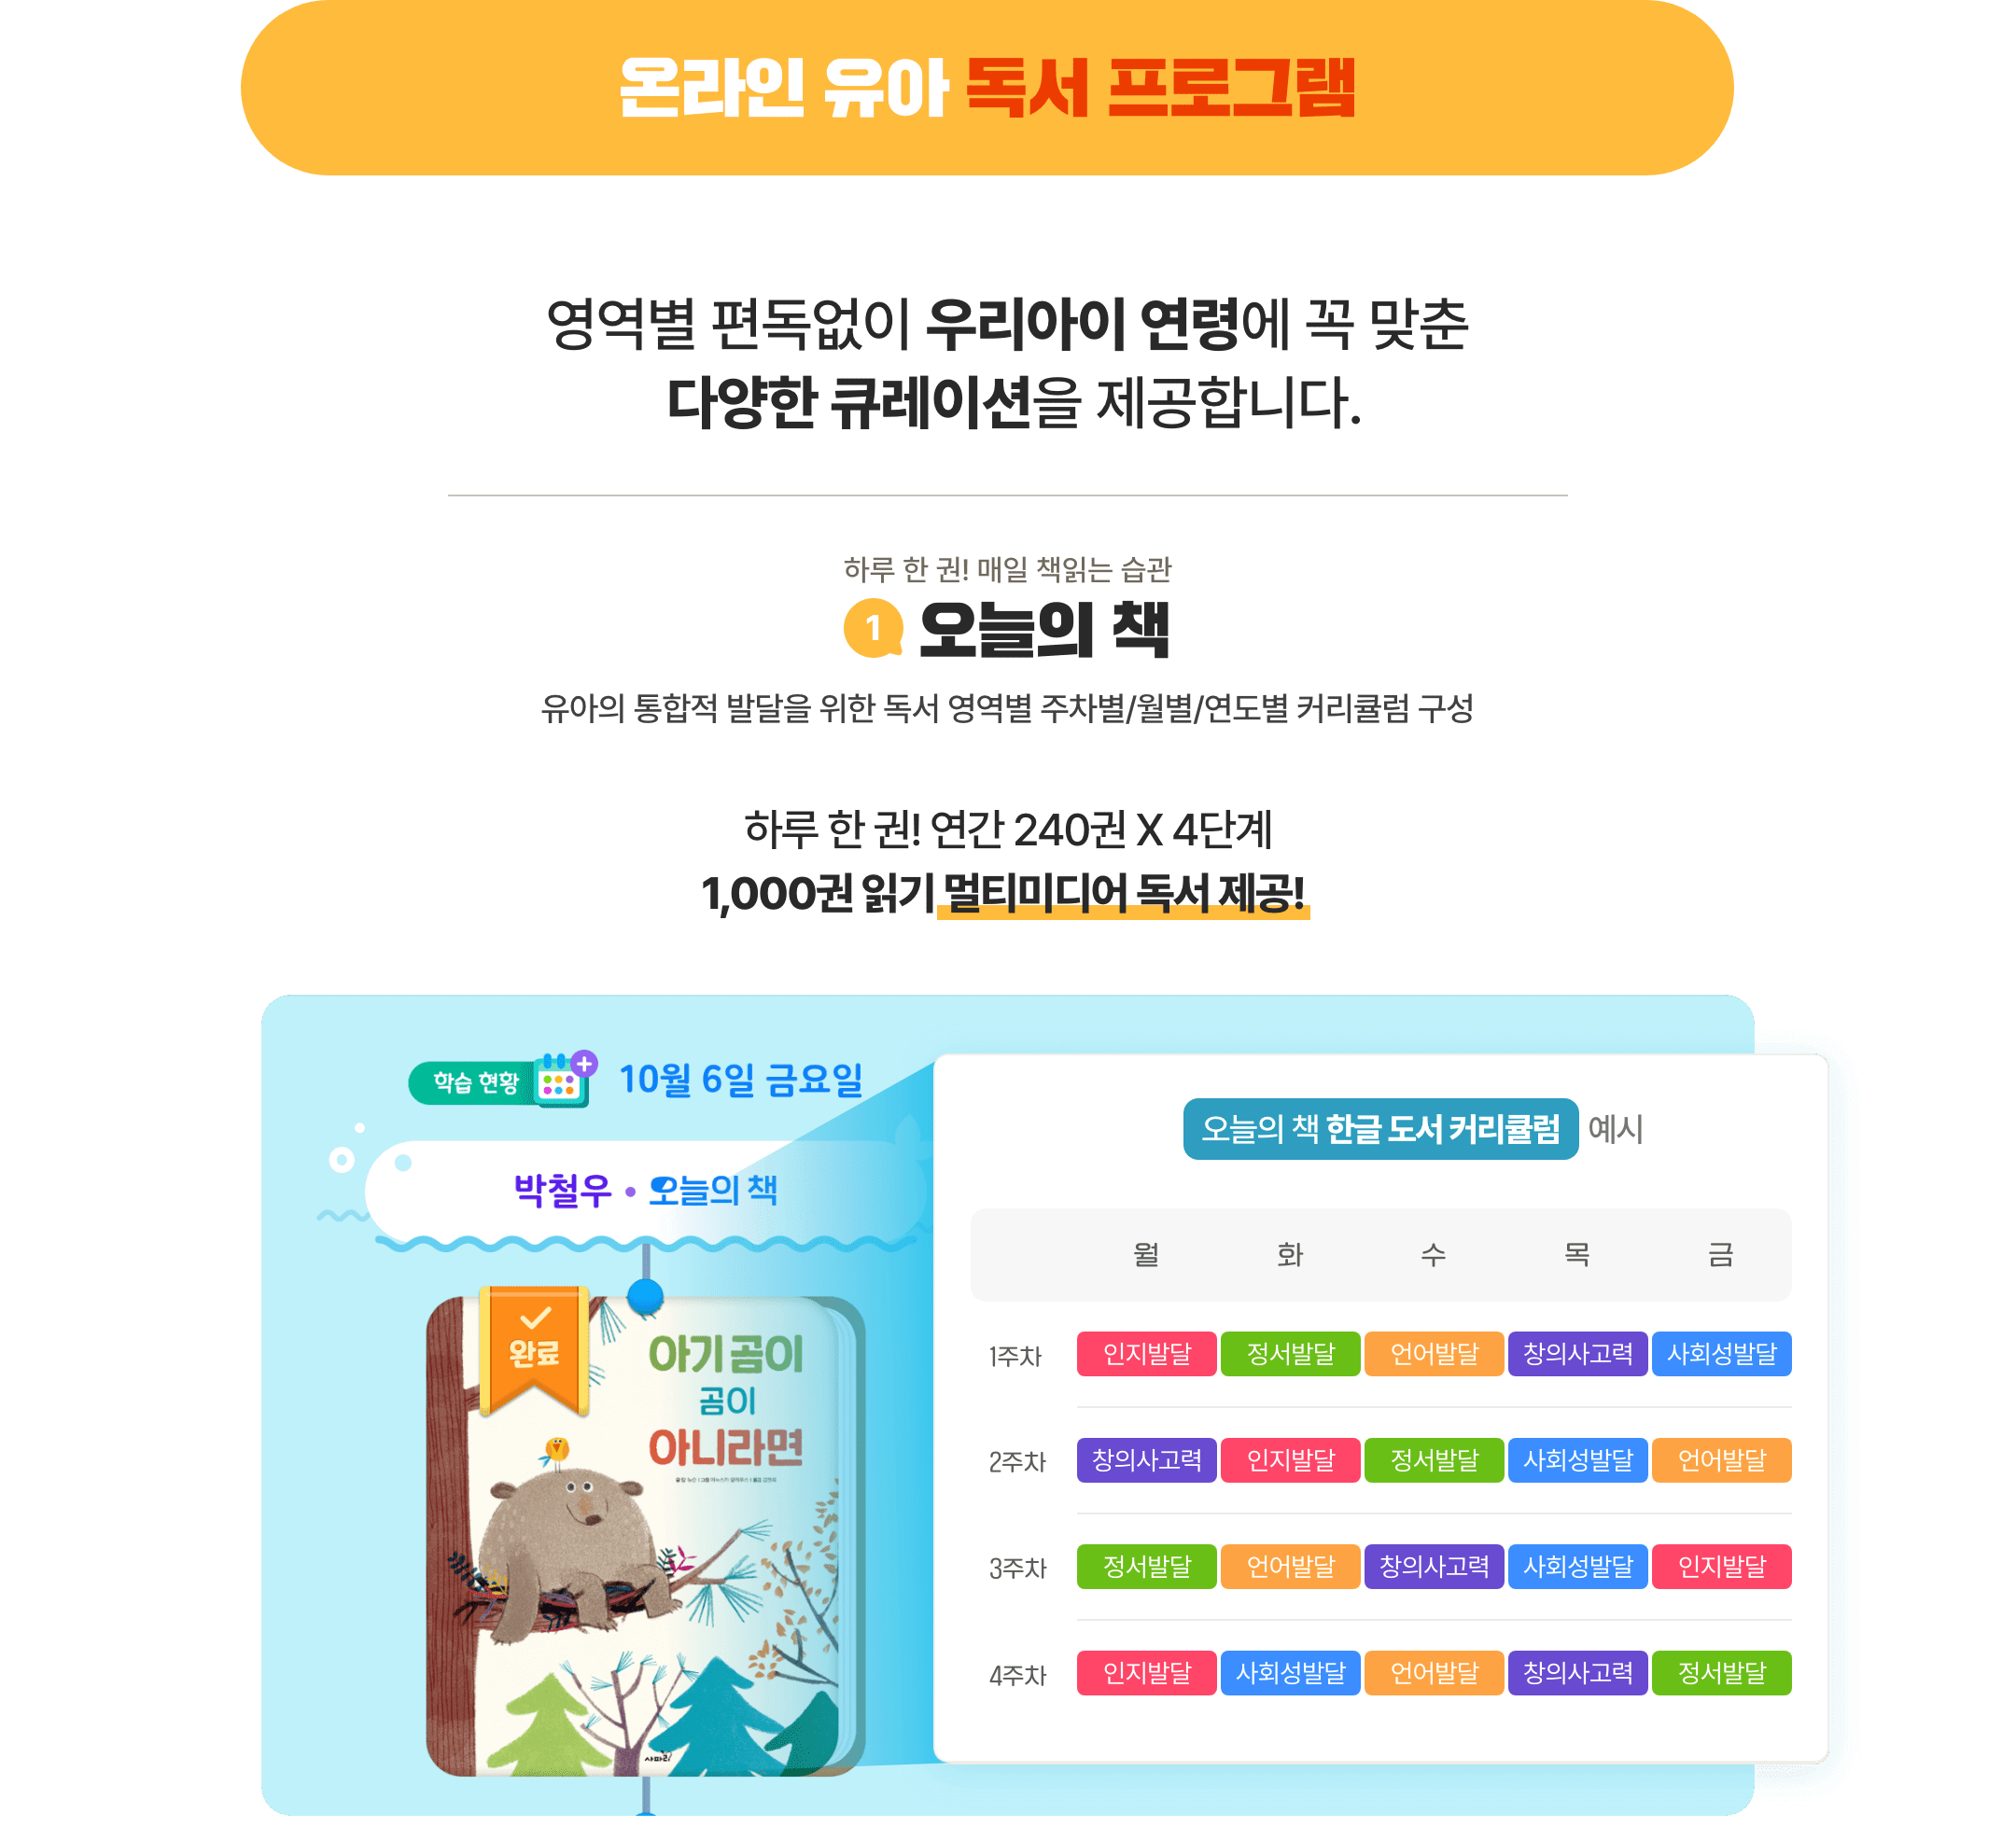 온라인 유아 독서 프로그램
영역별 편독없이 우리아이 연령에 꼭 맞춘
다양한 큐레이션을 제공합니다.
하루 한 권! 매일 책읽는 습관
1 오늘의 책
유아의 통합적 발달을 위한 독서 영역별 주차별/월별/연도별 커리큘럼 구성
하루 한 권! 연간 240권 X 4단계
1,000권 읽기 멀티미디어 독서 제공!
학습 현황 10월 6일 금요일
박철우 • 오늘의 책
완료
아기 곰이
곰이
아니라면
사파리
오늘의 책 한글 도서 커리큘럼 예시
월 화 수 목 금
1주차 인지발달 정서발달 언어발달 창의사고력 사회성발달
2주차 창의사고력 인지발달 정서발달 사회성발달 언어발달
3주차 정서발달 언어발달 창의사고력 사회성발달 인지발달
4주차 인지발달 사회성발달 언어발달 창의사고력 정서발달